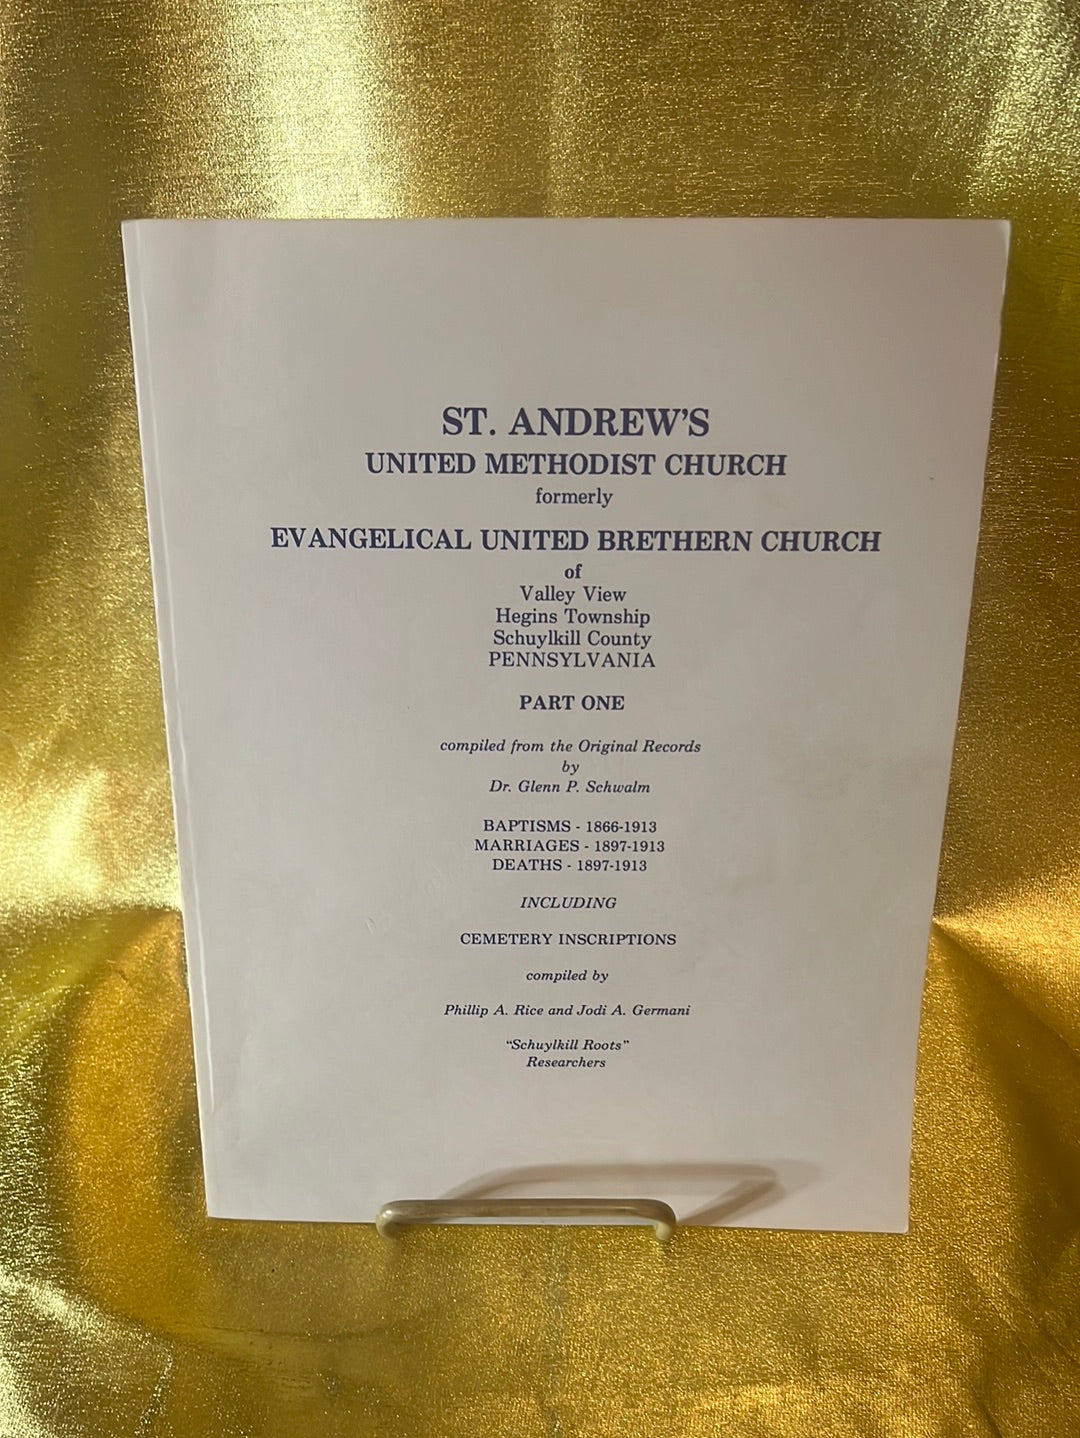 ST. ANDREW'S
UNITED METHODIST CHURCH
formerly
EVANGELICAL UNITED BRETHERN CHURCH
of
Valley View
Hegins Township
Schuylkill County
PENNSYLVANIA
PART ONE
compiled from the Original Records
by
Dr. Glenn P. Schwalm
BAPTISMS - 1866-1913
MARRIAGES - 1897-1913
DEATHS - 1897-1913
INCLUDING
CEMETERY INSCRIPTIONS
compiled by
Phillip A. Rice and Jodi A. Germani
“Schuylkill Roots”
Researchers